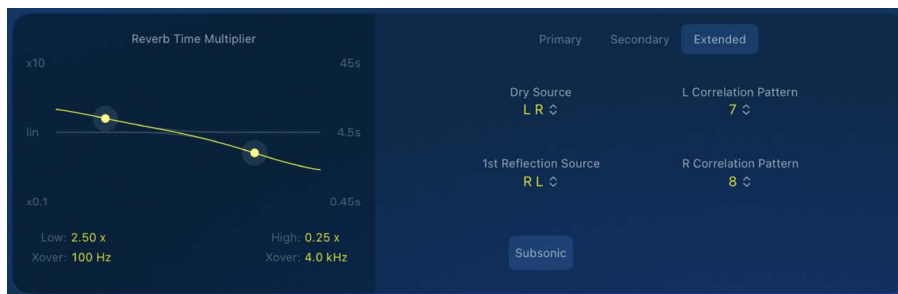 Reverb Time Multiplier
x10 45s
lin 4.5s
x0.1 0.45s
Low: 2.50 x High: 0.25 x
Xover: 100 Hz Xover: 4.0 kHz
Primary Secondary Extended
Dry Source L Correlation Pattern
L R 7
1st Reflection Source R Correlation Pattern
R L 8
Subsonic